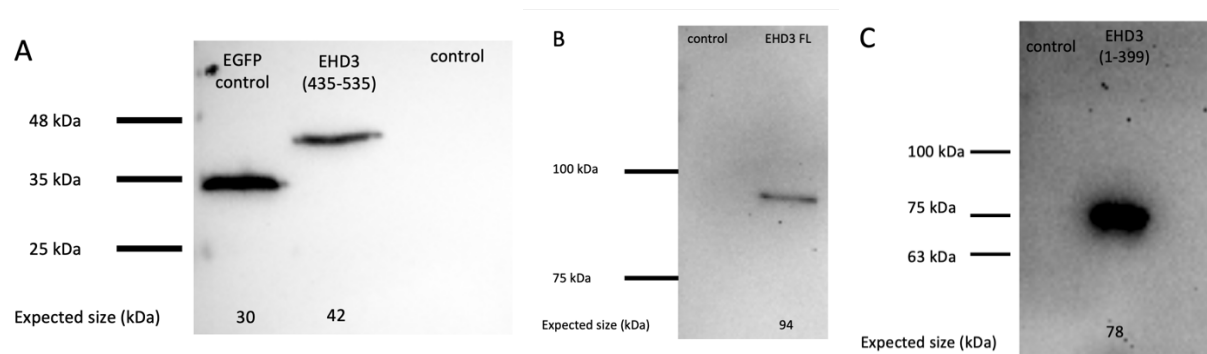 A
EGFP
control
EHD3
(435-535)
control
48 kDa
35 kDa
25 kDa
Expected size (kDa)
30
42
B
control
EHD3 FL
100 kDa
75 kDa
Expected size (kDa)
94
C
control
EHD3
(1-399)
100 kDa
75 kDa
63 kDa
Expected size (kDa)
78